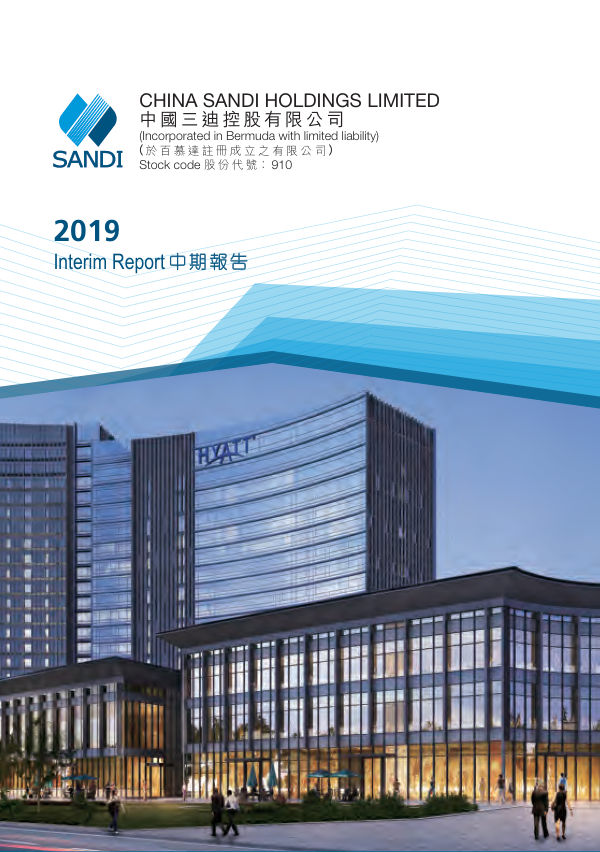 CHINA SANDI HOLDINGS LIMITED
中國三迪控股有限公司
(Incorporated in Bermuda with limited liability)
(於百慕達註冊成立之有限公司)
Stock code 股份代號：910
SANDI
2019
Interim Report 中期報告
HYATT